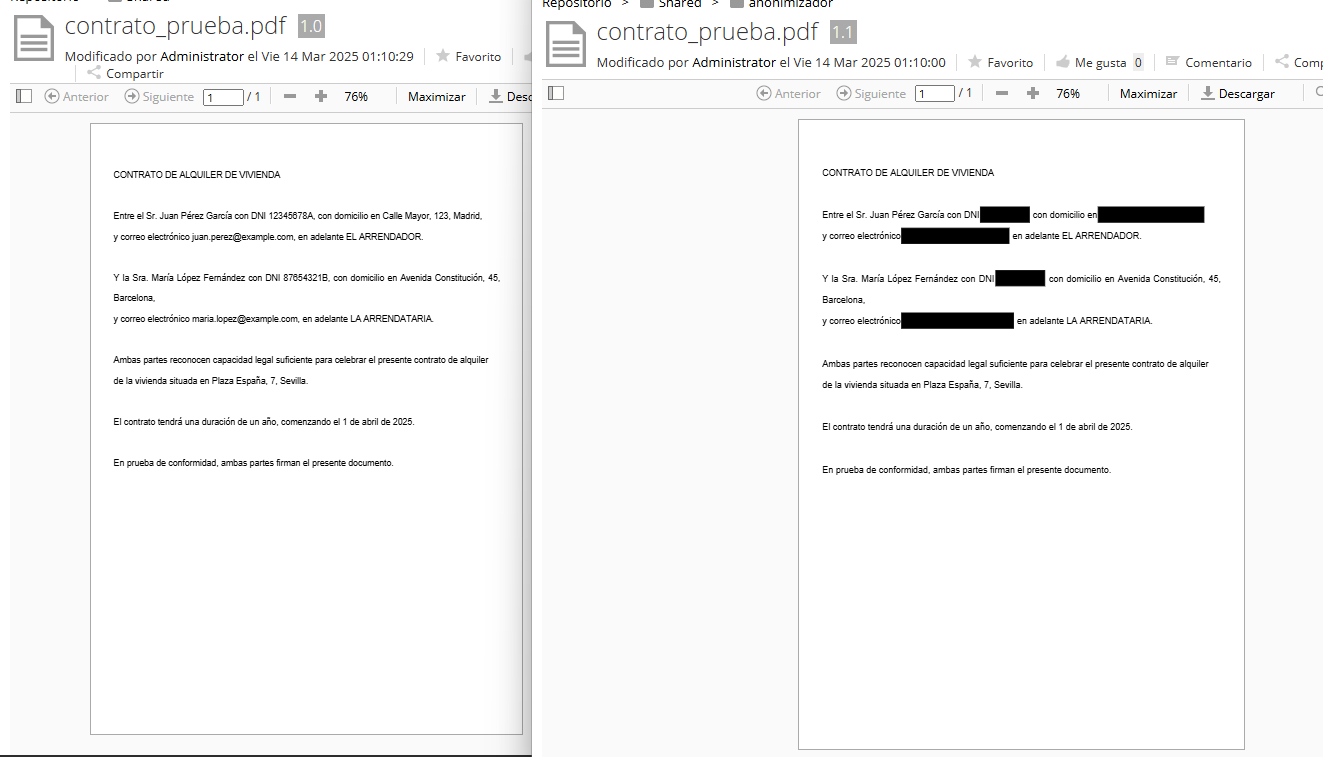 contrato_prueba.pdf 1.0
Modificado por Administrator el Vie 14 Mar 2025 01:10:29 Favorito
Compartir
Anterior Siguiente 1 / 1 76% Maximizar Desc
CONTRATO DE ALQUILER DE VIVIENDA
Entre el Sr. Juan Pérez García con DNI 12345678A, con domicilio en Calle Mayor, 123, Madrid,
y correo electrónico juan.perez@example.com, en adelante EL ARRENDADOR.
Y la Sra. María López Fernández con DNI 87654321B, con domicilio en Avenida Constitución, 45,
Barcelona,
y correo electrónico maria.lopez@example.com, en adelante LA ARRENDATARIA.
Ambas partes reconocen capacidad legal suficiente para celebrar el presente contrato de alquiler
de la vivienda situada en Plaza España, 7, Sevilla.
El contrato tendrá una duración de un año, comenzando el 1 de abril de 2025.
En prueba de conformidad, ambas partes firman el presente documento.
Repositorio > Shared > anonimizador
contrato_prueba.pdf 1.1
Modificado por Administrator el Vie 14 Mar 2025 01:10:00 Favorito Me gusta 0 Comentario Comp
Anterior Siguiente 1 / 1 76% Maximizar Descargar
CONTRATO DE ALQUILER DE VIVIENDA
Entre el Sr. Juan Pérez García con DNI con domicilio en
y correo electrónico en adelante EL ARRENDADOR.
Y la Sra. María López Fernández con DNI con domicilio en Avenida Constitución, 45,
Barcelona,
y correo electrónico en adelante LA ARRENDATARIA.
Ambas partes reconocen capacidad legal suficiente para celebrar el presente contrato de alquiler
de la vivienda situada en Plaza España, 7, Sevilla.
El contrato tendrá una duración de un año, comenzando el 1 de abril de 2025.
En prueba de conformidad, ambas partes firman el presente documento.